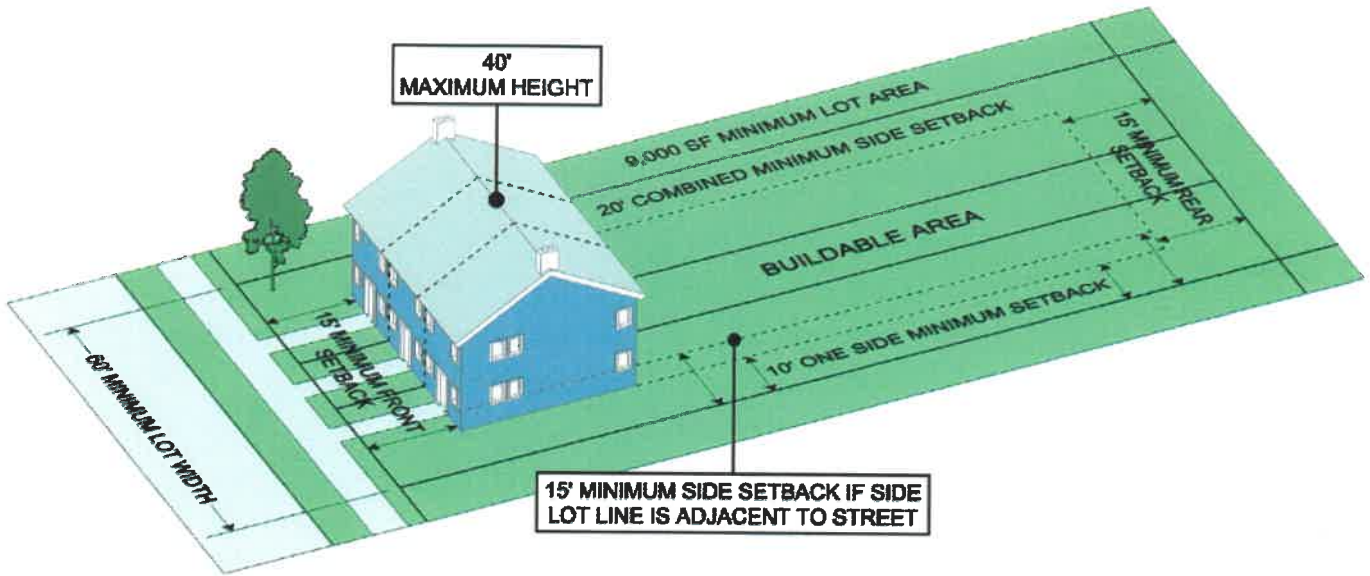 40'
MAXIMUM HEIGHT
9,000 SF MINIMUM LOT AREA
20' COMBINED MINIMUM SIDE SETBACK
15' MINIMUM REAR
SETBACK
BUILDABLE AREA
10' ONE SIDE MINIMUM SETBACK
15' MINIMUM FRONT
SETBACK
60' MINIMUM LOT WIDTH
15' MINIMUM SIDE SETBACK IF SIDE
LOT LINE IS ADJACENT TO STREET